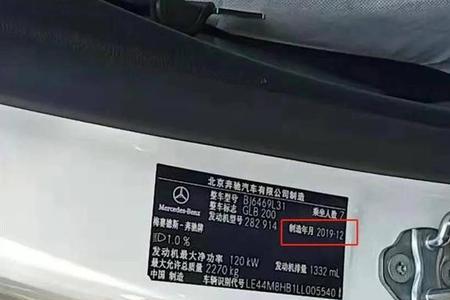 北京奔驰汽车有限公司制造
整车型号 BJ6469L31 乘坐人数 7
整车型号 GLB 200
发动机型号 282 914 制造年月 2019-12
Mercedes-Benz
梅赛德斯-奔驰牌
1.0%
发动机最大净功率 120 kW 发动机排量 1332 mL
最大允许总质量 2270 kg
中国制造 车辆识别代号 LE44M8HB1LL005540